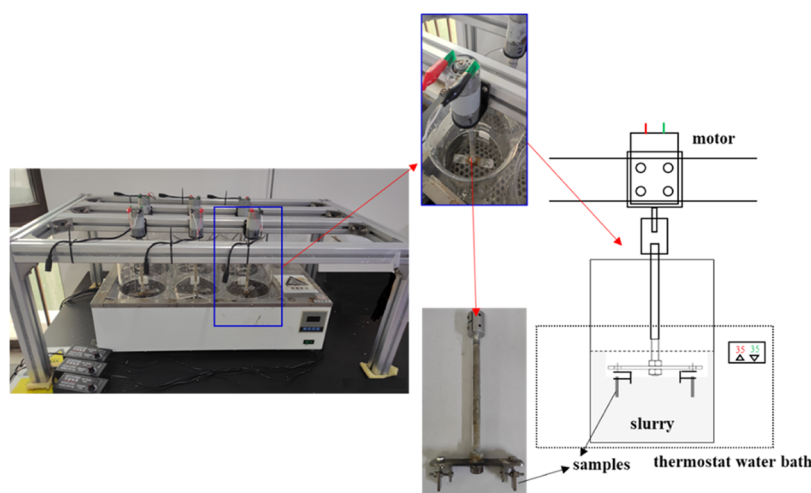 motor
35 35
slurry
samples
thermostat water bath